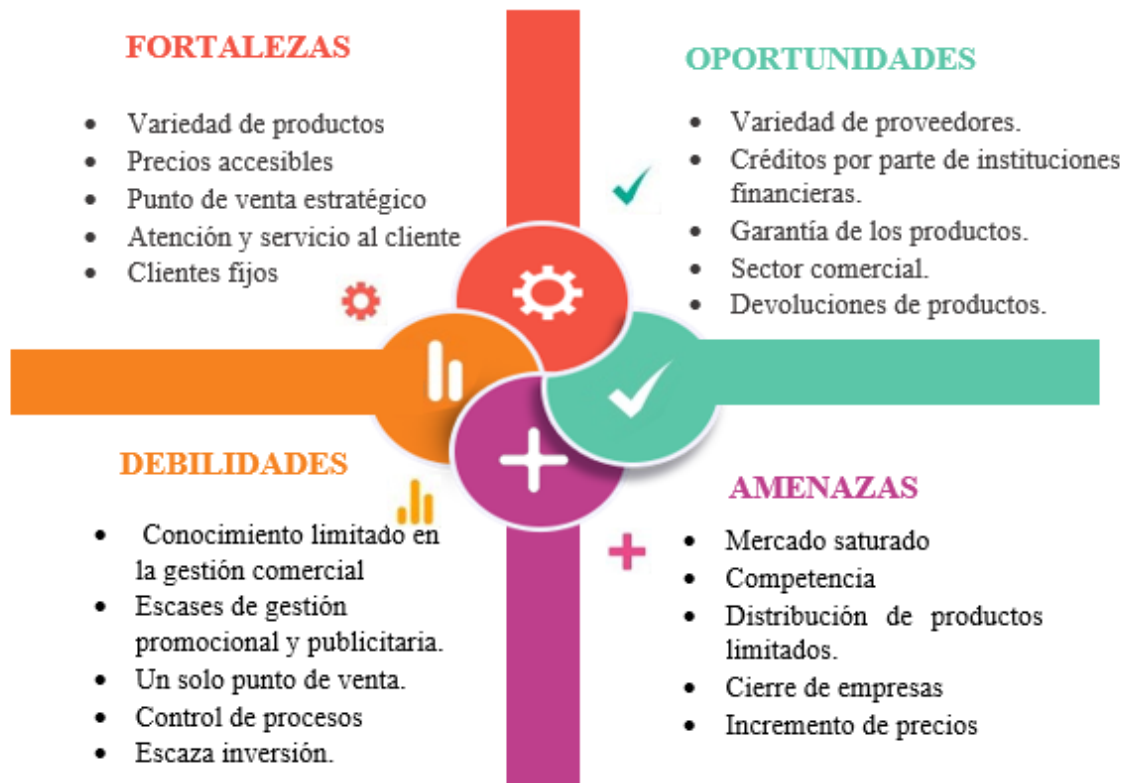 FORTALEZAS
• Variedad de productos
• Precios accesibles
• Punto de venta estratégico
• Atención y servicio al cliente
• Clientes fijos
OPORTUNIDADES
• Variedad de proveedores.
• Créditos por parte de instituciones
financieras.
• Garantía de los productos.
• Sector comercial.
• Devoluciones de productos.
DEBILIDADES
• Conocimiento limitado en
la gestión comercial
• Escases de gestión
promocional y publicitaria.
• Un solo punto de venta.
• Control de procesos
• Escaza inversión.
AMENAZAS
• Mercado saturado
• Competencia
• Distribución de productos
limitados.
• Cierre de empresas
• Incremento de precios